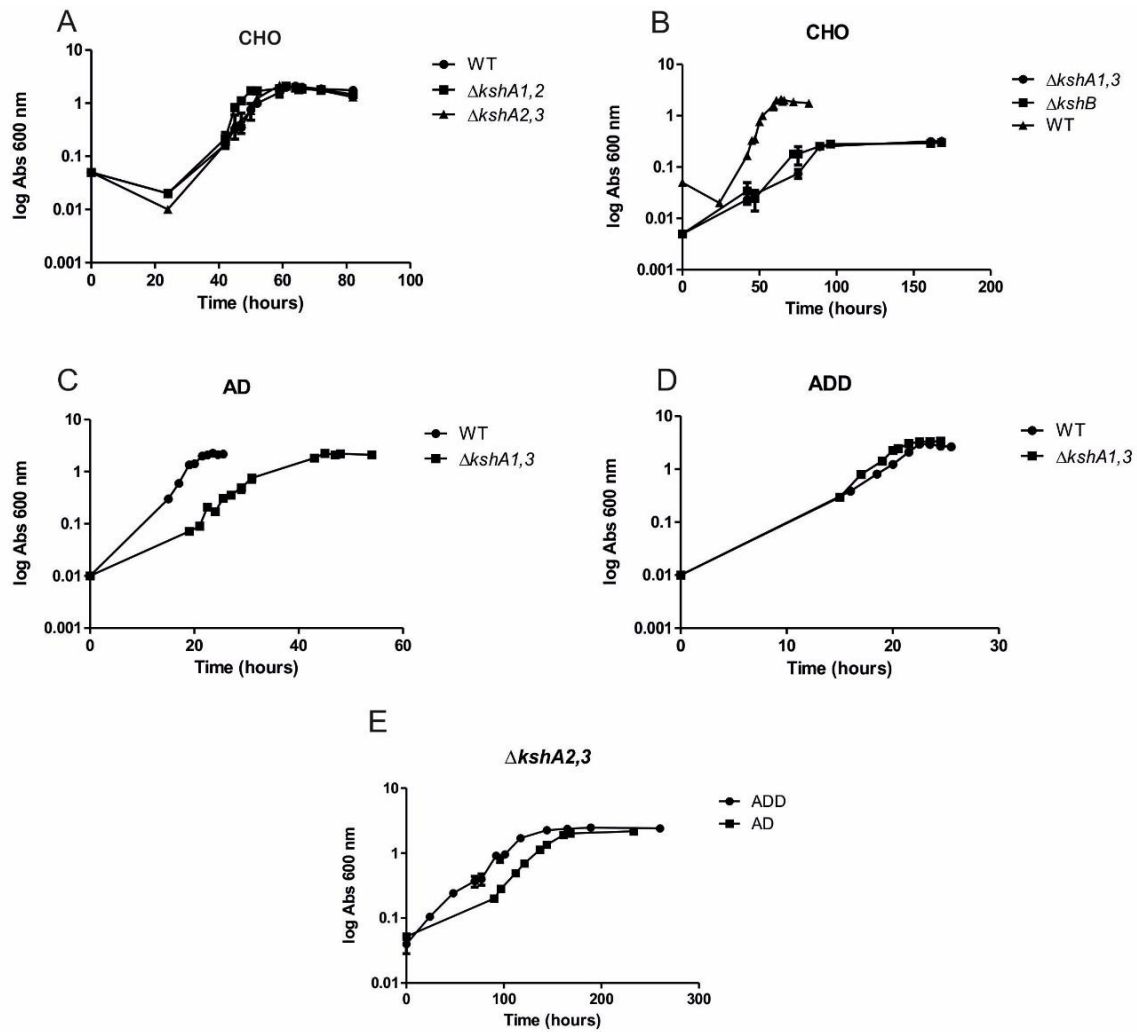 A
CHO
WT
ΔkshA1,2
ΔkshA2,3
log Abs 600 nm
10
1
0.1
0.01
0.001
0 20 40 60 80 100
Time (hours)
B
CHO
ΔkshA1,3
ΔkshB
WT
log Abs 600 nm
10
1
0.1
0.01
0.001
0 50 100 150 200
Time (hours)
C
AD
WT
ΔkshA1,3
log Abs 600 nm
10
1
0.1
0.01
0.001
0 20 40 60
Time (hours)
D
ADD
WT
ΔkshA1,3
log Abs 600 nm
10
1
0.1
0.01
0.001
0 10 20 30
Time (hours)
E
ΔkshA2,3
ADD
AD
log Abs 600 nm
10
1
0.1
0.01
0 100 200 300
Time (hours)